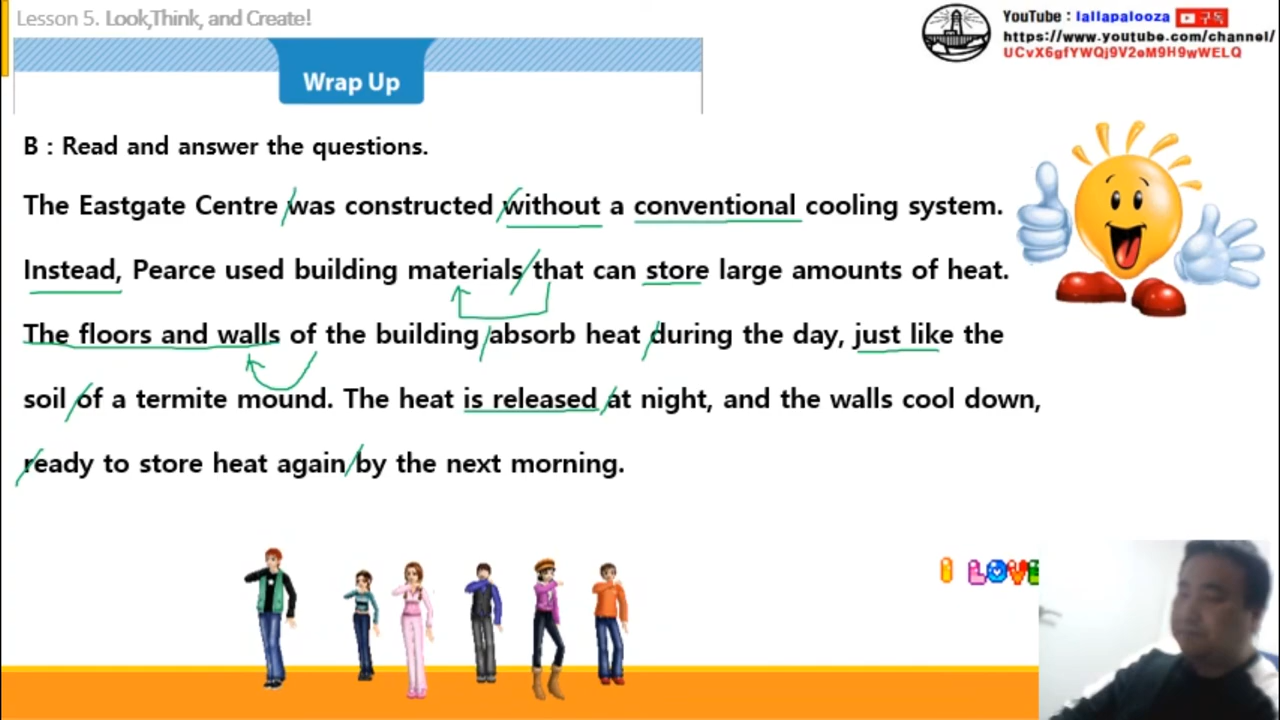 Lesson 5. Look,Think, and Create!
YouTube : lallapalooza 구독
https://www.youtube.com/channel/
UCvX6gfYWQj9V2eM9H9wWELQ
Wrap Up
B : Read and answer the questions.
The Eastgate Centre was constructed without a conventional cooling system.
Instead, Pearce used building materials that can store large amounts of heat.
The floors and walls of the building absorb heat during the day, just like the
soil of a termite mound. The heat is released at night, and the walls cool down,
ready to store heat again by the next morning.
I LOVE